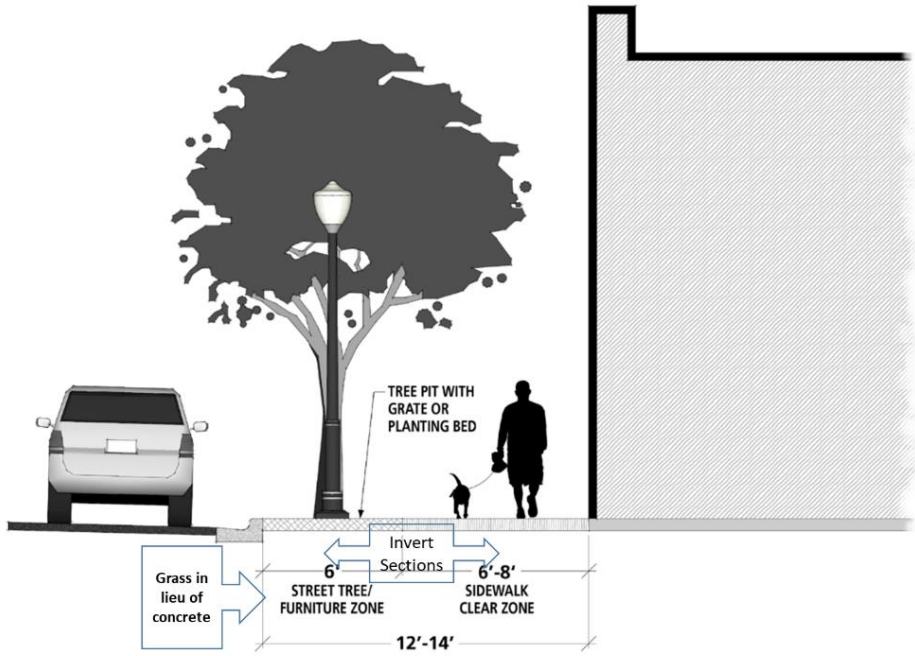 TREE PIT WITH
GRATE OR
PLANTING BED
Invert
Sections
Grass in
lieu of
concrete
6'
STREET TREE/
FURNITURE ZONE
6'-8'
SIDEWALK
CLEAR ZONE
12'-14'